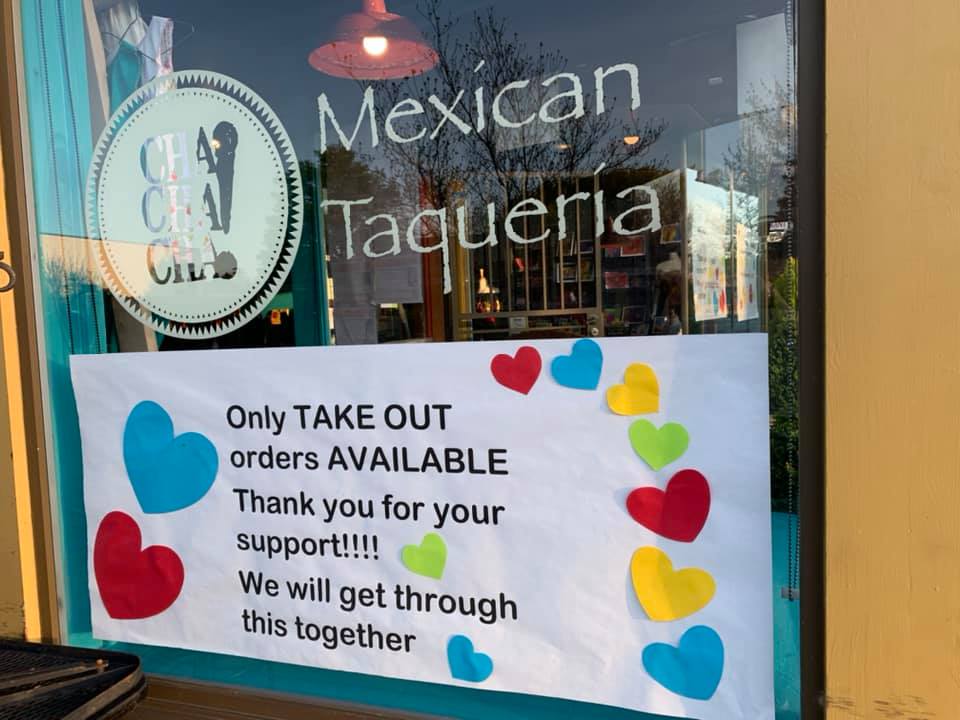 CHA
CHA!
CHA
Mexican
Taquería
Only TAKE OUT
orders AVAILABLE
Thank you for your
support!!!!
We will get through
this together